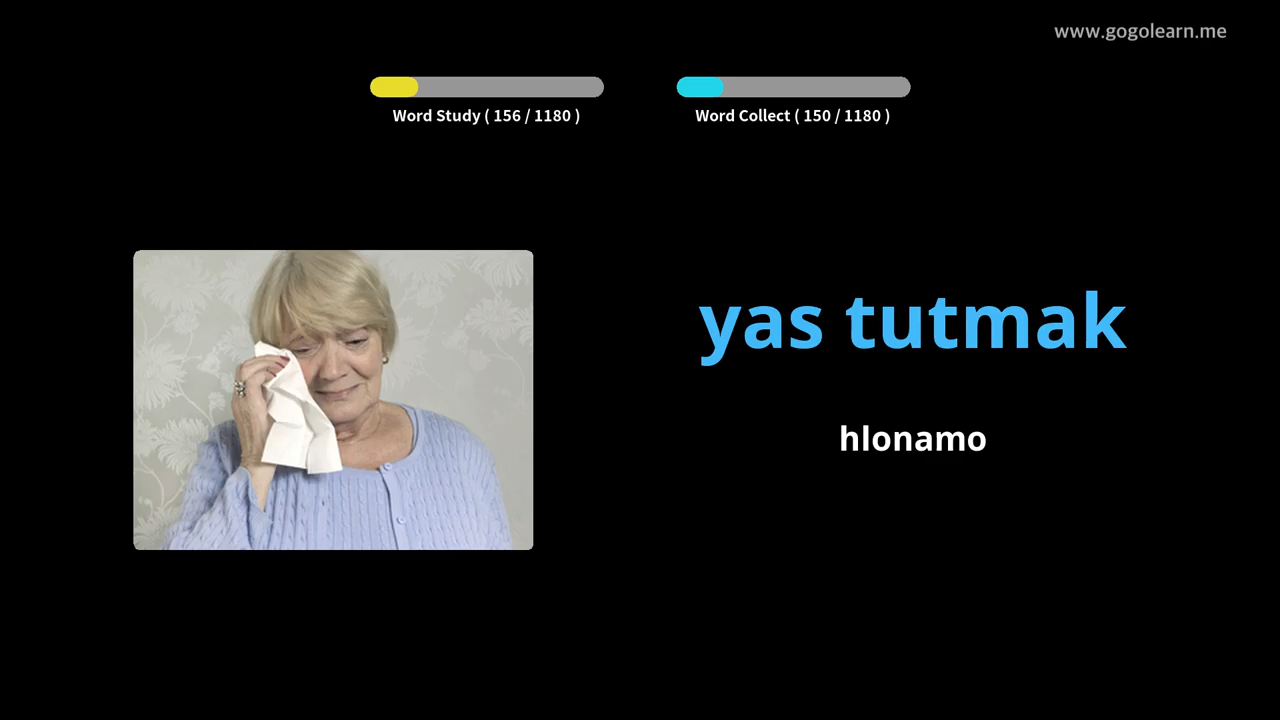 www.gogolearn.me
Word Study ( 156 / 1180 )
Word Collect ( 150 / 1180 )
yas tutmak
hlonamo